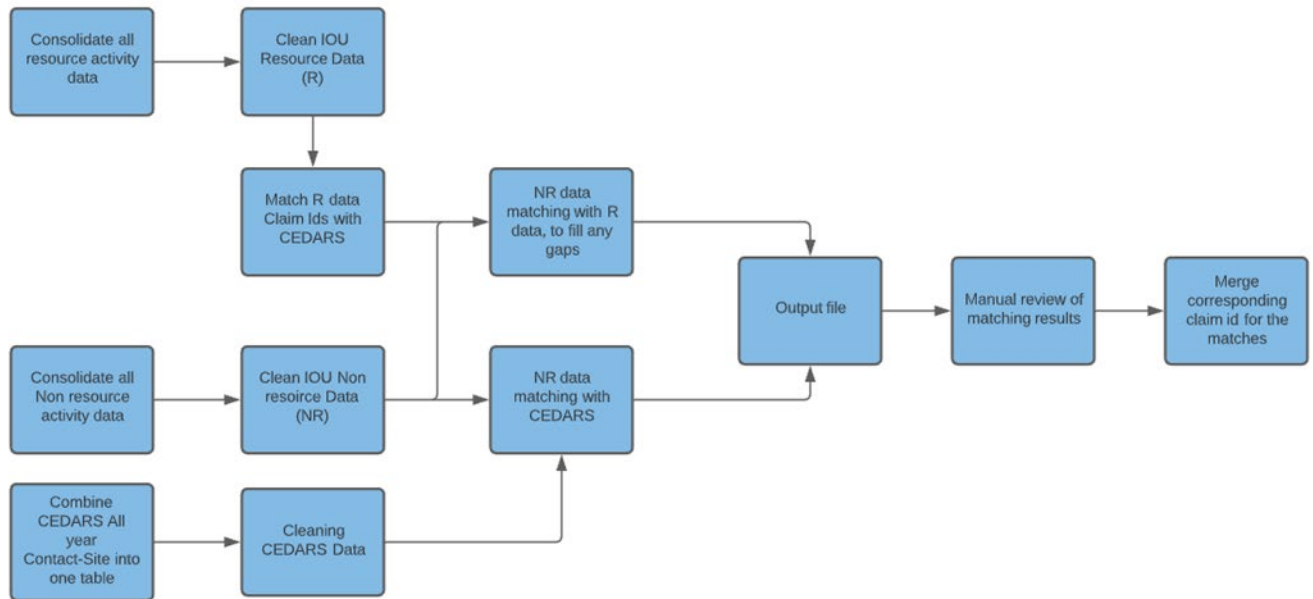 Consolidate all
resource activity
data
Clean IOU
Resource Data
(R)
Match R data
Claim Ids with
CEDARS
NR data
matching with R
data, to fill any
gaps
Output file
Manual review of
matching results
Merge
corresponding
claim id for the
matches
Consolidate all
Non resource
activity data
Clean IOU Non
resoirce Data
(NR)
NR data
matching with
CEDARS
Combine
CEDARS All
year
Contact-Site into
one table
Cleaning
CEDARS Data